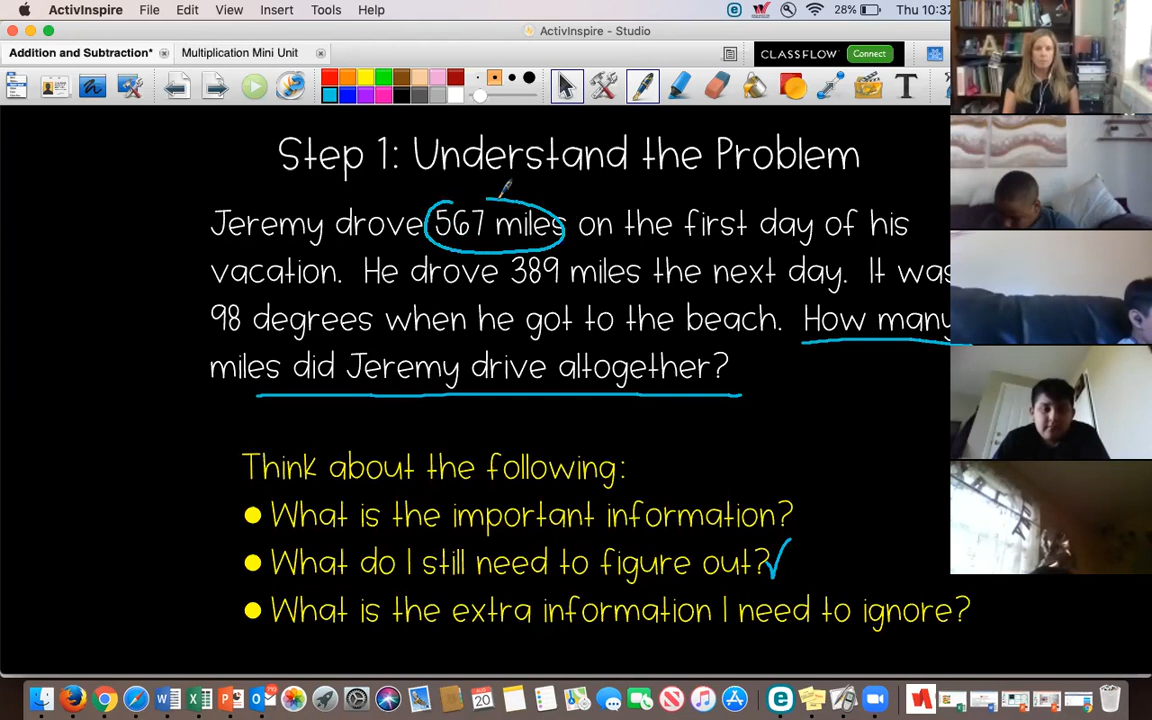 ActivInspire File Edit View Insert Tools Help 28% Thu 10:37
ActivInspire - Studio
Addition and Subtraction* Multiplication Mini Unit
CLASSFLOW Connect
Step 1: Understand the Problem
Jeremy drove 567 miles on the first day of his
vacation. He drove 389 miles the next day. It was
98 degrees when he got to the beach. How many
miles did Jeremy drive altogether?
Think about the following:
What is the important information?
What do I still need to figure out?
What is the extra information I need to ignore?